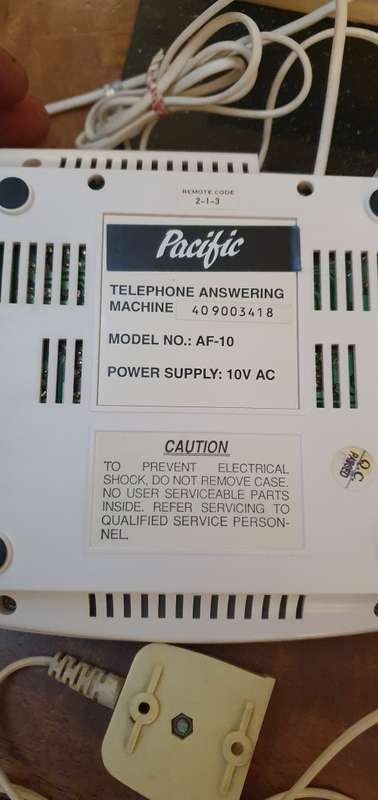 REMOTE CODE
2-1-3
Pacific
TELEPHONE ANSWERING
MACHINE 409003418
MODEL NO.: AF-10
POWER SUPPLY: 10V AC
CAUTION
TO PREVENT ELECTRICAL
SHOCK, DO NOT REMOVE CASE.
NO USER SERVICEABLE PARTS
INSIDE. REFER SERVICING TO
QUALIFIED SERVICE PERSON-
NEL.
Q.C
PASSED